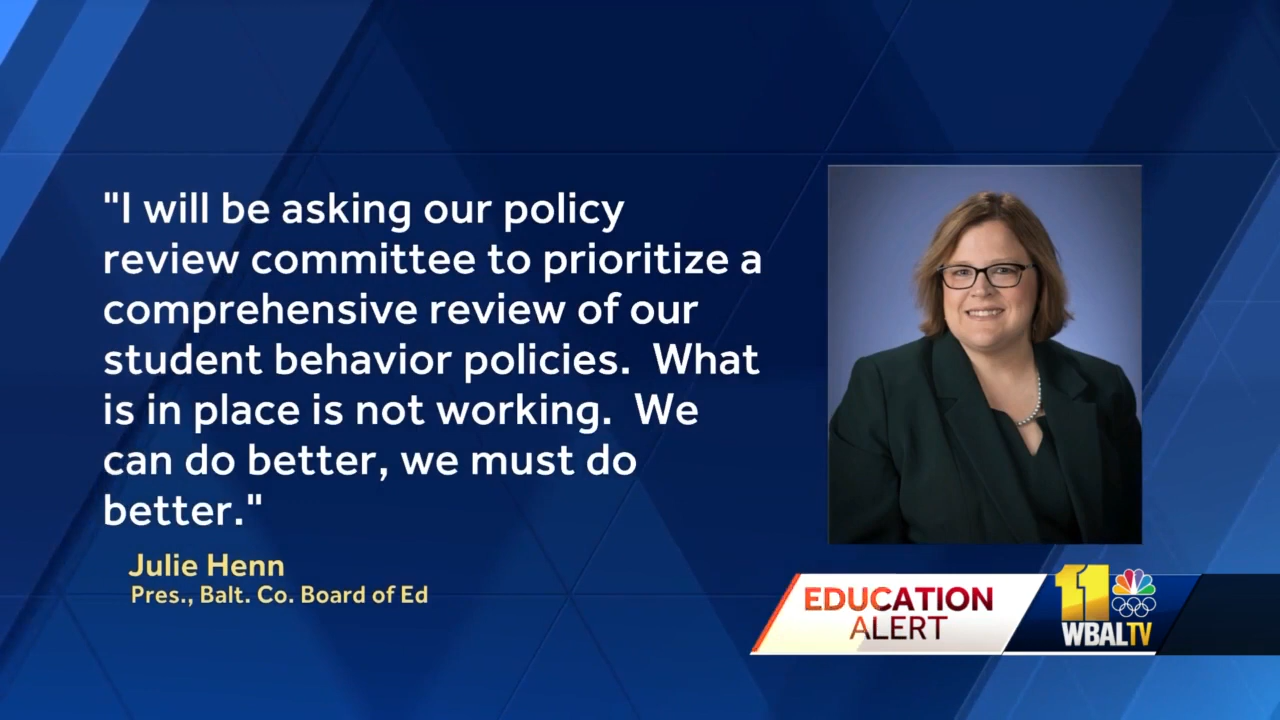 "I will be asking our policy
review committee to prioritize a
comprehensive review of our
student behavior policies.  What
is in place is not working.  We
can do better, we must do
better."
Julie Henn
Pres., Balt. Co. Board of Ed
EDUCATION
ALERT
11
WBALTV